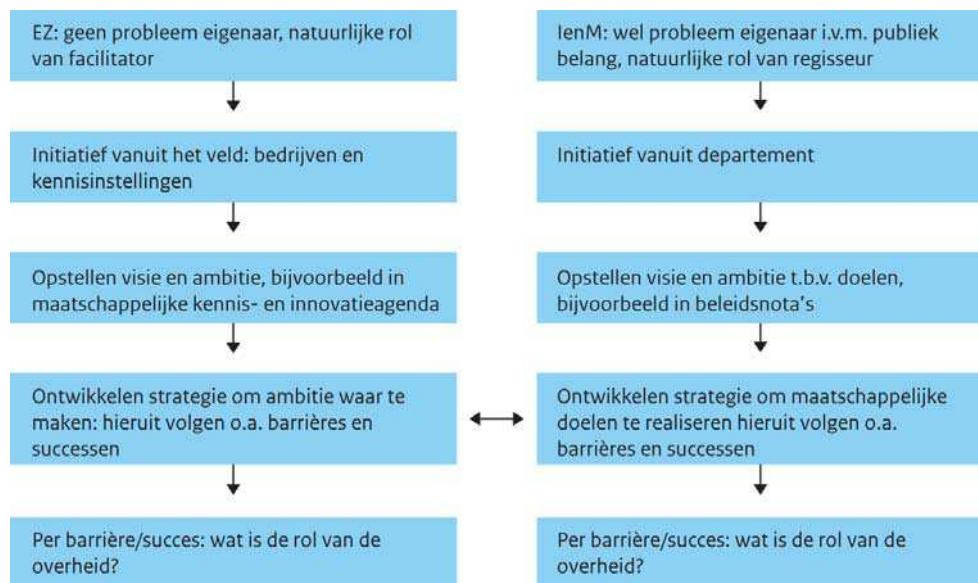 EZ: geen probleem eigenaar, natuurlijke rol
van facilitator
Initiatief vanuit het veld: bedrijven en
kennisinstellingen
Opstellen visie en ambitie, bijvoorbeeld in
maatschappelijke kennis- en innovatieagenda
Ontwikkelen strategie om ambitie waar te
maken: hieruit volgen o.a. barrières en
successen
Per barrière/succes: wat is de rol van de
overheid?
IenM: wel probleem eigenaar i.v.m. publiek
belang, natuurlijke rol van regisseur
Initiatief vanuit departement
Opstellen visie en ambitie t.b.v. doelen,
bijvoorbeeld in beleidsnota's
Ontwikkelen strategie om maatschappelijke
doelen te realiseren hieruit volgen o.a.
barrières en successen
Per barrière/succes: wat is de rol van de
overheid?